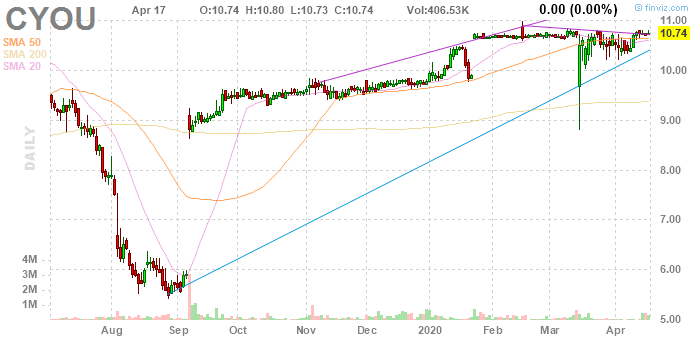 CYOU
Apr 17 O:10.74 H:10.80 L:10.73 C:10.74 Vol:406.53K 0.00 (0.00%)
© finviz.com
SMA 50
SMA 200
SMA 20
DAILY
11.00
10.74
10.00
9.00
8.00
7.00
6.00
5.00
4M
3M
2M
1M
Aug Sep Oct Nov Dec 2020 Feb Mar Apr